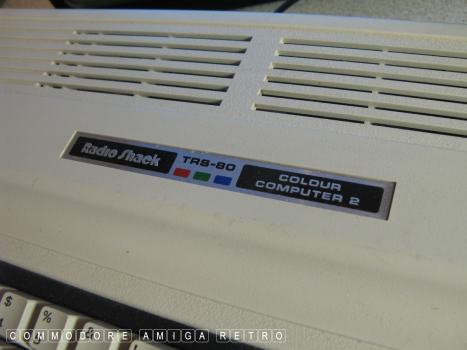 Radio Shack
TRS-80
COLOUR
COMPUTER 2
$
%
COMMODORE AMIGA RETRO